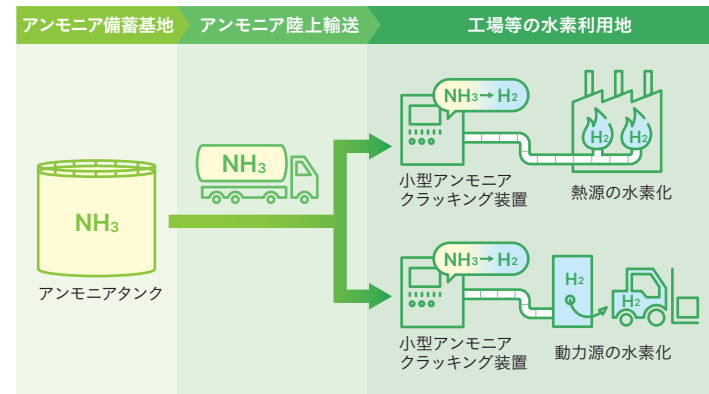 アンモニア備蓄基地
アンモニア陸上輸送
工場等の水素利用地
NH₃
アンモニアタンク
NH₃
NH₃→H₂
H₂
H₂
小型アンモニア
クラッキング装置
熱源の水素化
NH₃→H₂
H₂
H₂
小型アンモニア
クラッキング装置
動力源の水素化